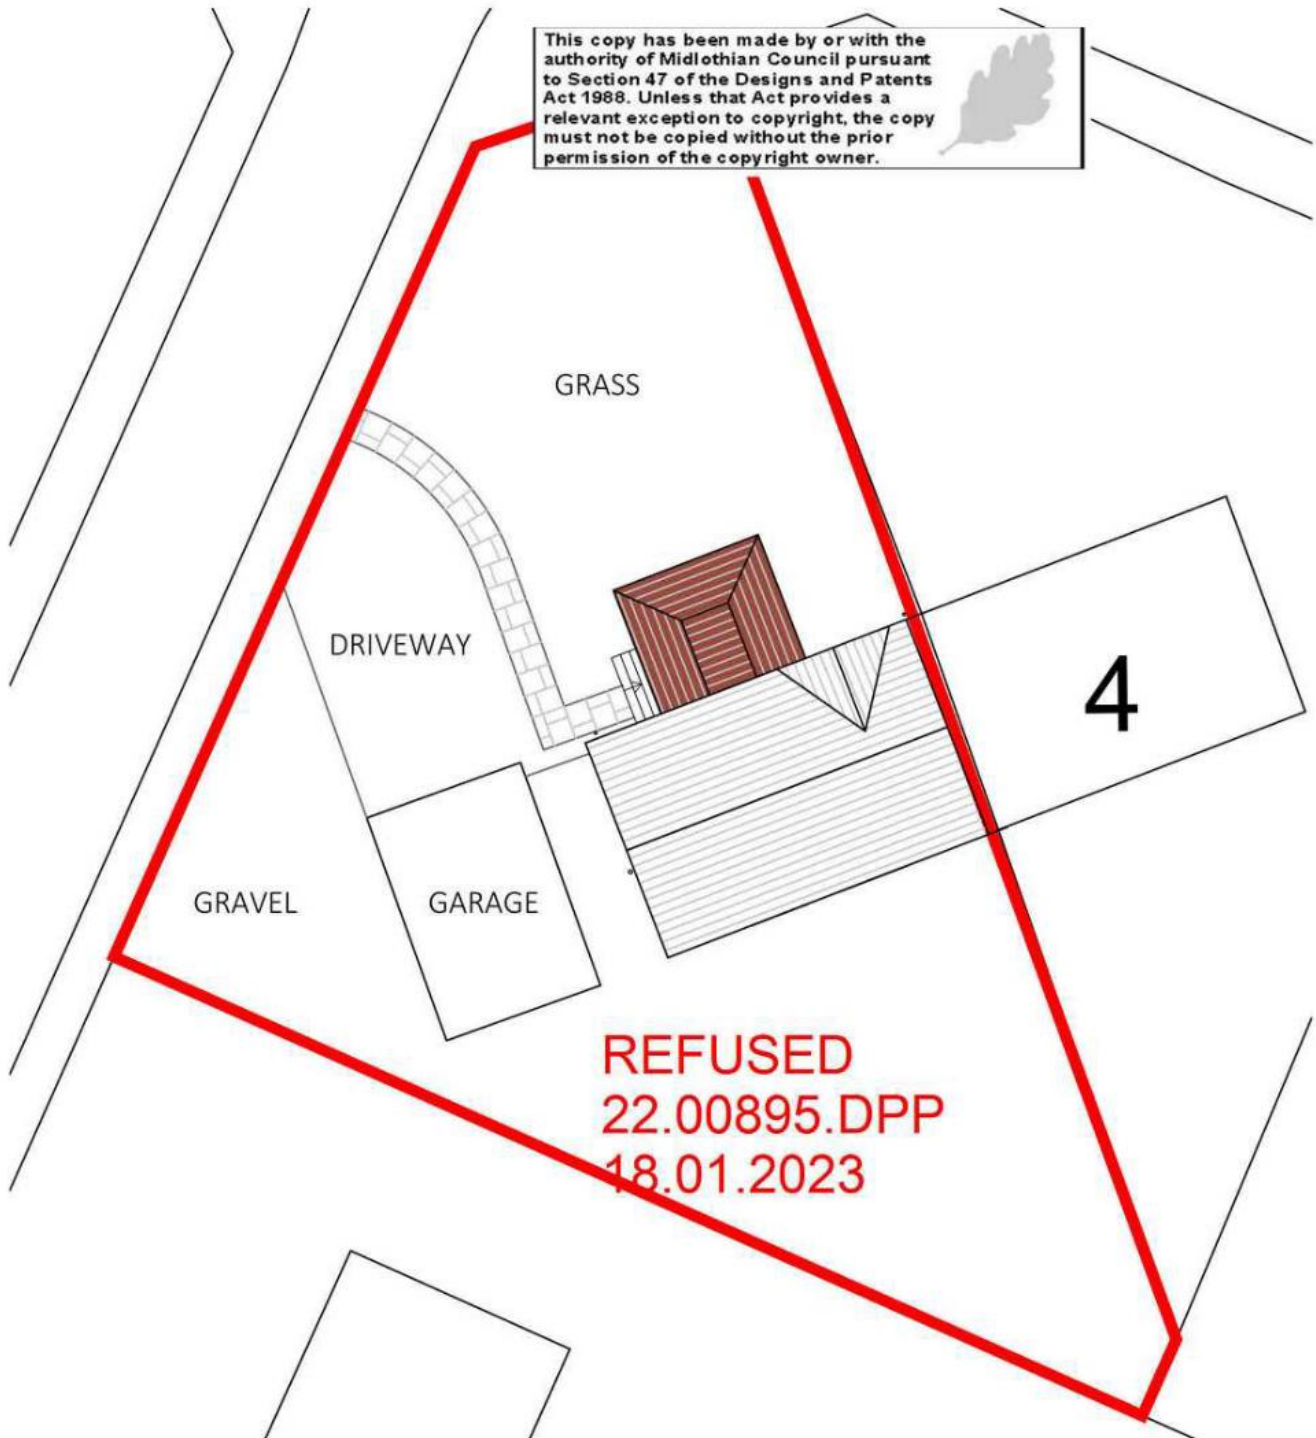 This copy has been made by or with the
authority of Midlothian Council pursuant
to Section 47 of the Designs and Patents
Act 1988. Unless that Act provides a
relevant exception to copyright, the copy
must not be copied without the prior
permission of the copyright owner.
GRASS
DRIVEWAY
4
GRAVEL
GARAGE
REFUSED
22.00895.DPP
18.01.2023